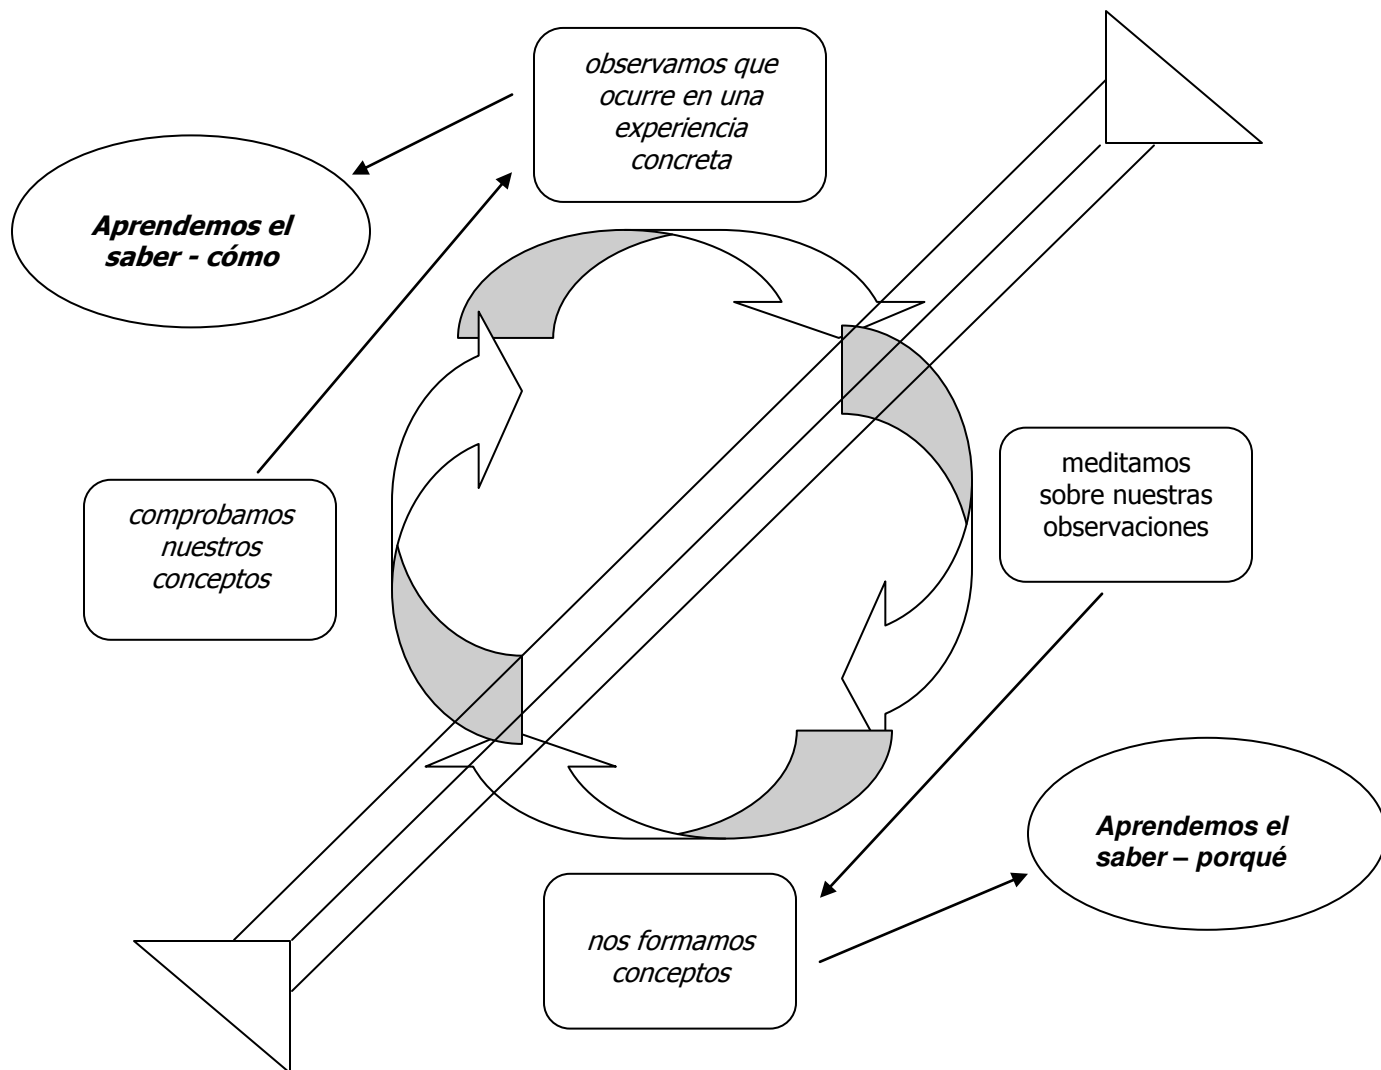 observamos que
ocurre en una
experiencia
concreta
Aprendemos el
saber - cómo
meditamos
sobre nuestras
observaciones
comprobamos
nuestros
conceptos
Aprendemos el
saber – porqué
nos formamos
conceptos